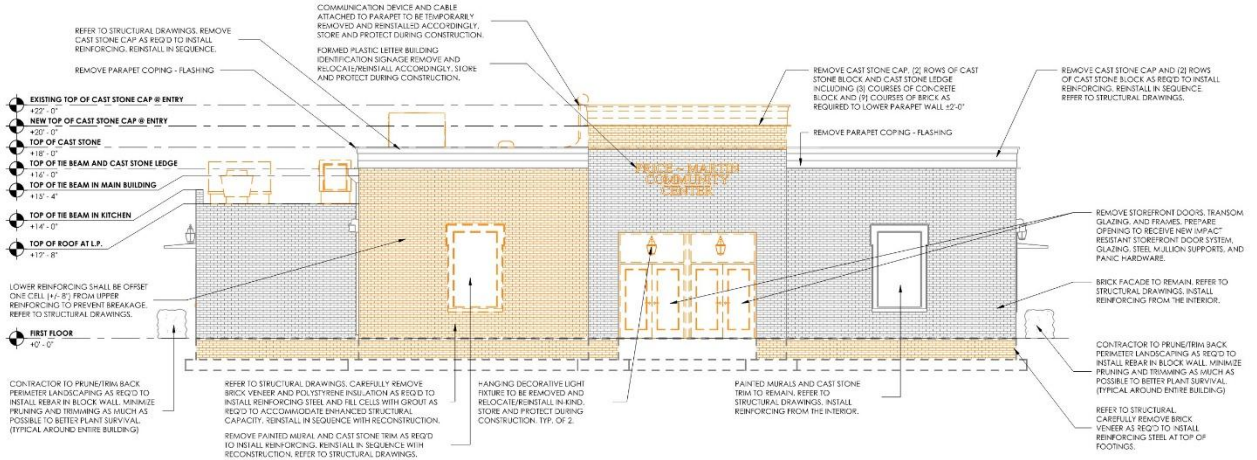 COMMUNICATION DEVICE AND CABLE
ATTACHED TO PARAPET TO BE TEMPORARILY
REMOVED AND REINSTALLED ACCORDINGLY,
STORE AND PROTECT DURING CONSTRUCTION.
FORMED PLASTIC LETTER BUILDING
IDENTIFICATION SIGNAGE REMOVE AND
RELOCATE/REINSTALL ACCORDINGLY, STORE
AND PROTECT DURING CONSTRUCTION.
REFER TO STRUCTURAL DRAWINGS. REMOVE
CAST STONE CAP AS REQ'D TO INSTALL
REINFORCING. REINSTALL IN SEQUENCE.
REMOVE PARAPET COPING - FLASHING
REMOVE CAST STONE CAP, (2) ROWS OF CAST
STONE BLOCK AND CAST STONE LEDGE
INCLUDING (3) COURSES OF CONCRETE
BLOCK AND (9) COURSES OF BRICK AS
REQUIRED TO LOWER PARAPET WALL ±2'-0"
REMOVE PARAPET COPING - FLASHING
REMOVE CAST STONE CAP AND (2) ROWS
OF CAST STONE BLOCK AS REQ'D TO INSTALL
REINFORCING. REINSTALL IN SEQUENCE.
REFER TO STRUCTURAL DRAWINGS.
EXISTING TOP OF CAST STONE CAP @ ENTRY
+22' - 0"
NEW TOP OF CAST STONE CAP @ ENTRY
+20' - 0"
TOP OF CAST STONE
+18' - 0"
TOP OF TIE BEAM AND CAST STONE LEDGE
+16' - 0"
TOP OF TIE BEAM IN MAIN BUILDING
+15' - 4"
TOP OF TIE BEAM IN KITCHEN
+14' - 0"
TOP OF ROOF AT L.P.
+12' - 8"
PRICE - MARTIN
COMMUNITY
CENTER
REMOVE STOREFRONT DOORS, TRANSOM
GLAZING, AND FRAMES. PREPARE
OPENING TO RECEIVE NEW IMPACT
RESISTANT STOREFRONT DOOR SYSTEM,
GLAZING, STEEL MULLION SUPPORTS, AND
PANIC HARDWARE.
BRICK FACADE TO REMAIN. REFER TO
STRUCTURAL DRAWINGS. INSTALL
REINFORCING FROM THE INTERIOR.
LOWER REINFORCING SHALL BE OFFSET
ONE CELL (+/- 8") FROM UPPER
REINFORCING TO PREVENT BREAKAGE.
REFER TO STRUCTURAL DRAWINGS.
FIRST FLOOR
+0' - 0"
CONTRACTOR TO PRUNE/TRIM BACK
PERIMETER LANDSCAPING AS REQ'D TO
INSTALL REBAR IN BLOCK WALL. MINIMIZE
PRUNING AND TRIMMING AS MUCH AS
POSSIBLE TO BETTER PLANT SURVIVAL.
(TYPICAL AROUND ENTIRE BUILDING)
REFER TO STRUCTURAL DRAWINGS. CAREFULLY REMOVE
BRICK VENEER AND POLYSTYRENE INSULATION AS REQ'D TO
INSTALL REINFORCING STEEL AND FILL CELLS WITH GROUT AS
REQ'D TO ACCOMMODATE ENHANCED STRUCTURAL
CAPACITY. REINSTALL IN SEQUENCE WITH RECONSTRUCTION.
REMOVE PAINTED MURAL AND CAST STONE TRIM AS REQ'D
TO INSTALL REINFORCING. REINSTALL IN SEQUENCE WITH
RECONSTRUCTION. REFER TO STRUCTURAL DRAWINGS.
HANGING DECORATIVE LIGHT
FIXTURE TO BE REMOVED AND
RELOCATE/REINSTALL IN-KIND.
STORE AND PROTECT DURING
CONSTRUCTION. TYP. OF 2.
PAINTED MURALS AND CAST STONE
TRIM TO REMAIN. REFER TO
STRUCTURAL DRAWINGS. INSTALL
REINFORCING FROM THE INTERIOR.
CONTRACTOR TO PRUNE/TRIM BACK
PERIMETER LANDSCAPING AS REQ'D TO
INSTALL REBAR IN BLOCK WALL. MINIMIZE
PRUNING AND TRIMMING AS MUCH AS
POSSIBLE TO BETTER PLANT SURVIVAL.
(TYPICAL AROUND ENTIRE BUILDING)
REFER TO STRUCTURAL.
CAREFULLY REMOVE BRICK
VENEER AS REQ'D TO INSTALL
REINFORCING STEEL AT TOP OF
FOOTINGS.